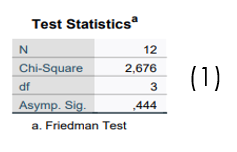 Test Statisticsa
N 12
Chi-Square 2,676
df 3
Asymp. Sig. ,444
a. Friedman Test
(1)